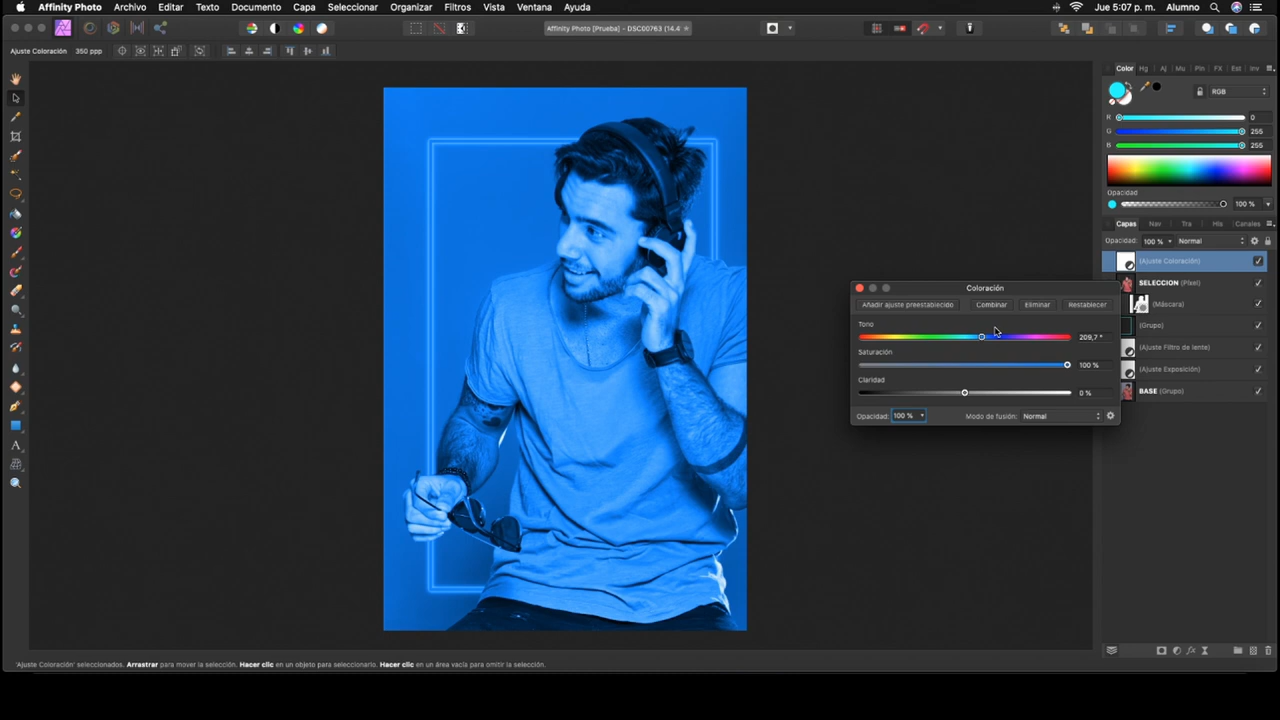 Affinity Photo Archivo Editar Texto Documento Capa Seleccionar Organizar Filtros Vista Ventana Ayuda Jue 5:07 p. m. Alumno
Affinity Photo [Prueba] - DSC00763 (14.4
Ajuste Coloración 350 ppp
Color Hg Aj Mu Pin FX Est Inv
RGB
R 0
G 255
B 255
Opacidad
100 %
Capas Nav Tra His Canales
Opacidad: 100 % Normal
(Ajuste Coloración)
SELECCION (Píxel)
(Máscara)
(Grupo)
(Ajuste Filtro de lente)
(Ajuste Exposición)
BASE (Grupo)
Coloración
Añadir ajuste preestablecido Combinar Eliminar Restablecer
Tono
209,7 °
Saturación
100 %
Claridad
0 %
Opacidad: 100 % Modo de fusión: Normal
'Ajuste Coloración' seleccionados. Arrastrar para mover la selección. Hacer clic en un objeto para seleccionarlo. Hacer clic en un área vacía para omitir la selección.